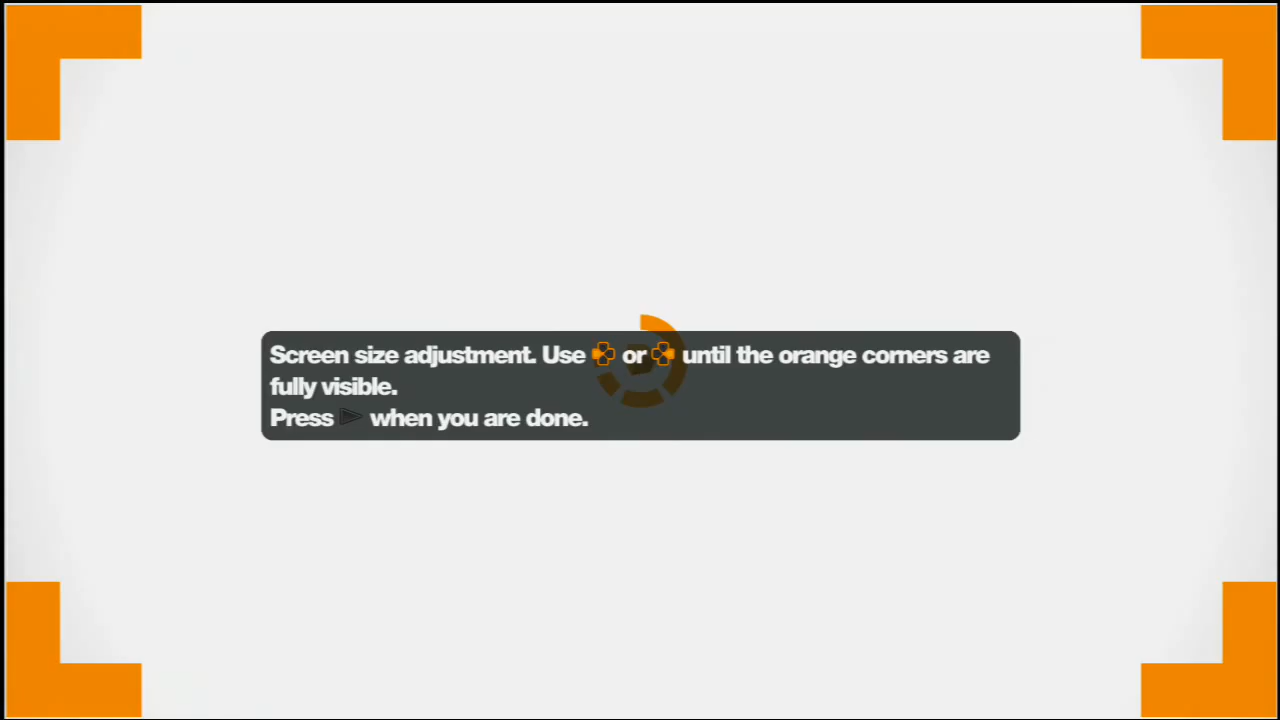 Screen size adjustment. Use or until the orange corners are
fully visible.
Press when you are done.